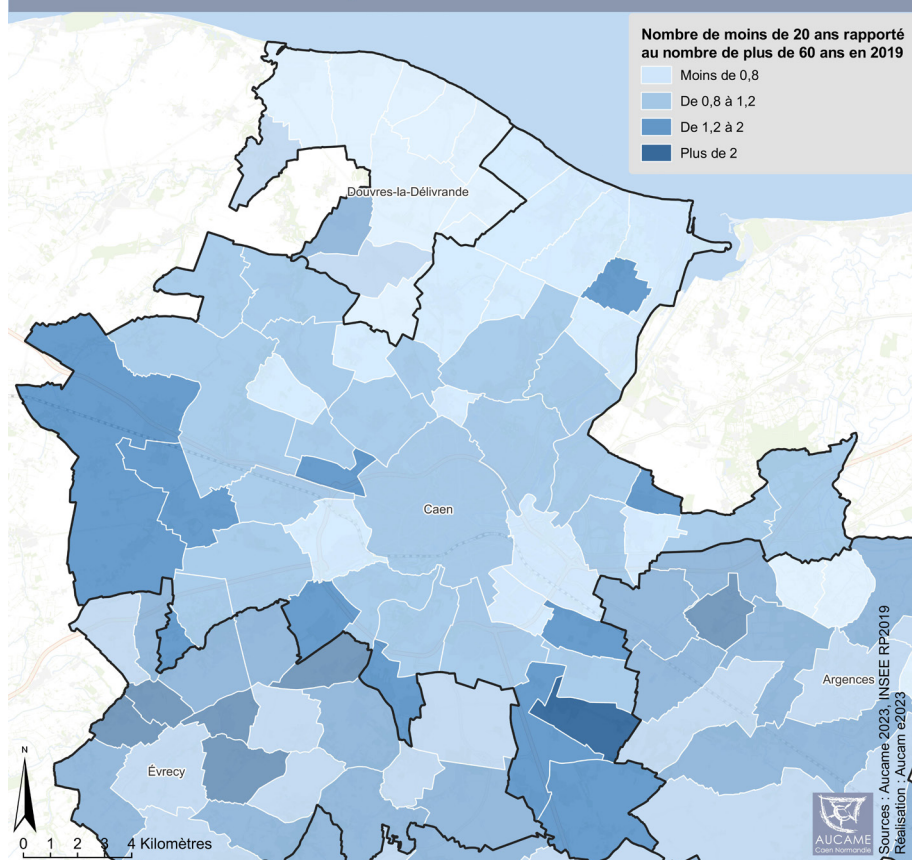 Nombre de moins de 20 ans rapporté
au nombre de plus de 60 ans en 2019
Moins de 0,8
De 0,8 à 1,2
De 1,2 à 2
Plus de 2
Douvres-la-Délivrande
Caen
Argences
Évrecy
N
0 1 2 3 4 Kilomètres
AUCAME
Caen Normandie
Sources : Aucame 2023, INSEE RP2019
Réalisation : Aucam e2023